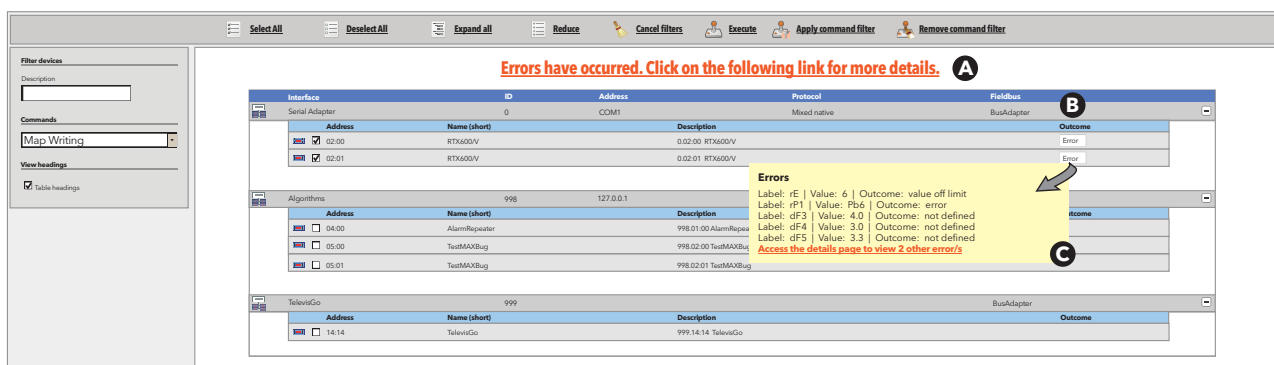 Select All Deselect All Expand all Reduce Cancel filters Execute Apply command filter Remove command filter
Filter devices
Description
Commands
Map Writing
View headings
Table headings
Errors have occurred. Click on the following link for more details. A
Interface ID Address Protocol Fieldbus B
Serial Adapter 0 COM1 Mixed native BusAdapter
Address Name (short) Description Outcome
02:00 RTX600/V 0.02:00 RTX600/V Error
02:01 RTX600/V 0.02:01 RTX600/V Error
Errors
Label: rE | Value: 6 | Outcome: value off limit
Label: rP1 | Value: Pb6 | Outcome: error
Label: dF3 | Value: 4.0 | Outcome: not defined
Label: dF4 | Value: 3.0 | Outcome: not defined
Label: dF5 | Value: 3.3 | Outcome: not defined
Access the details page to view 2 other error/s
C
Algorithms 998 127.0.0.1
Address Name (short) Description tcome
04:00 AlarmRepeater 998.01:00 AlarmRepea
05:00 TestMAXBug 998.02:00 TestMAXBug
05:01 TestMAXBug 998.02:01 TestMAXBug
TelevisGo 999 BusAdapter
Address Name (short) Description Outcome
14:14 TelevisGo 999.14:14 TelevisGo